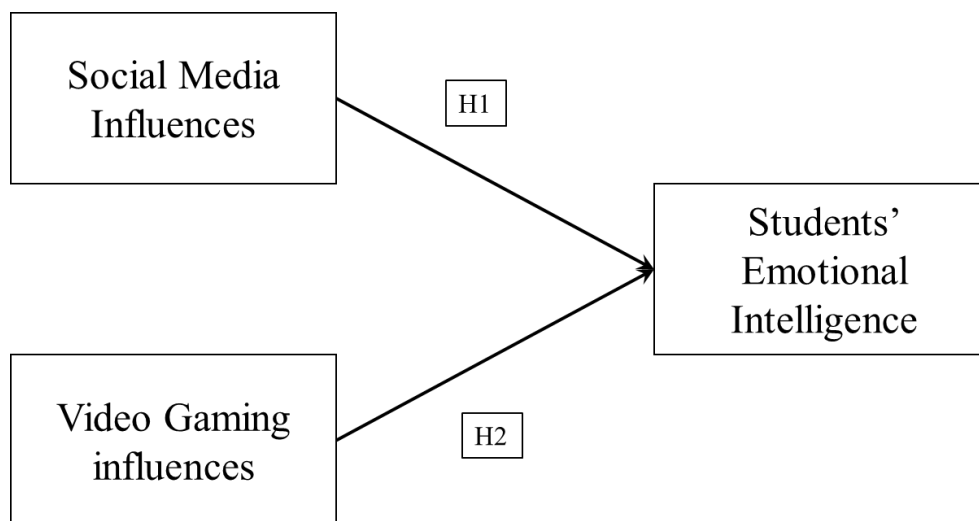 Social Media
Influences
H1
Students’
Emotional
Intelligence
Video Gaming
influences
H2